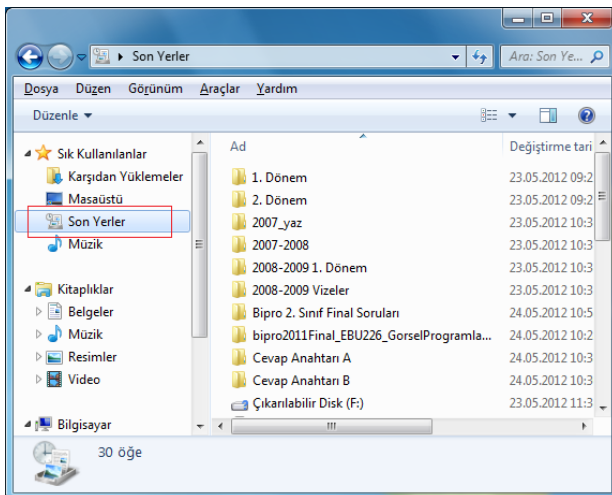 Son Yerler
Ara: Son Ye...
Dosya Düzen Görünüm Araçlar Yardım
Düzenle
Sık Kullanılanlar
Karşıdan Yüklemeler
Masaüstü
Son Yerler
Müzik
Kitaplıklar
Belgeler
Müzik
Resimler
Video
Bilgisayar
Ad Değiştirme tari
1. Dönem 23.05.2012 09:2
2. Dönem 23.05.2012 09:2
2007_yaz 23.05.2012 10:3
2007-2008 23.05.2012 10:3
2008-2009 1. Dönem 23.05.2012 10:3
2008-2009 Vizeler 23.05.2012 10:3
Bipro 2. Sınıf Final Soruları 24.05.2012 10:5
bipro2011Final_EBU226_GorselProgramla... 24.05.2012 10:2
Cevap Anahtarı A 24.05.2012 10:3
Cevap Anahtarı B 24.05.2012 10:3
Çıkarılabilir Disk (F:) 23.05.2012 11:3
30 öğe